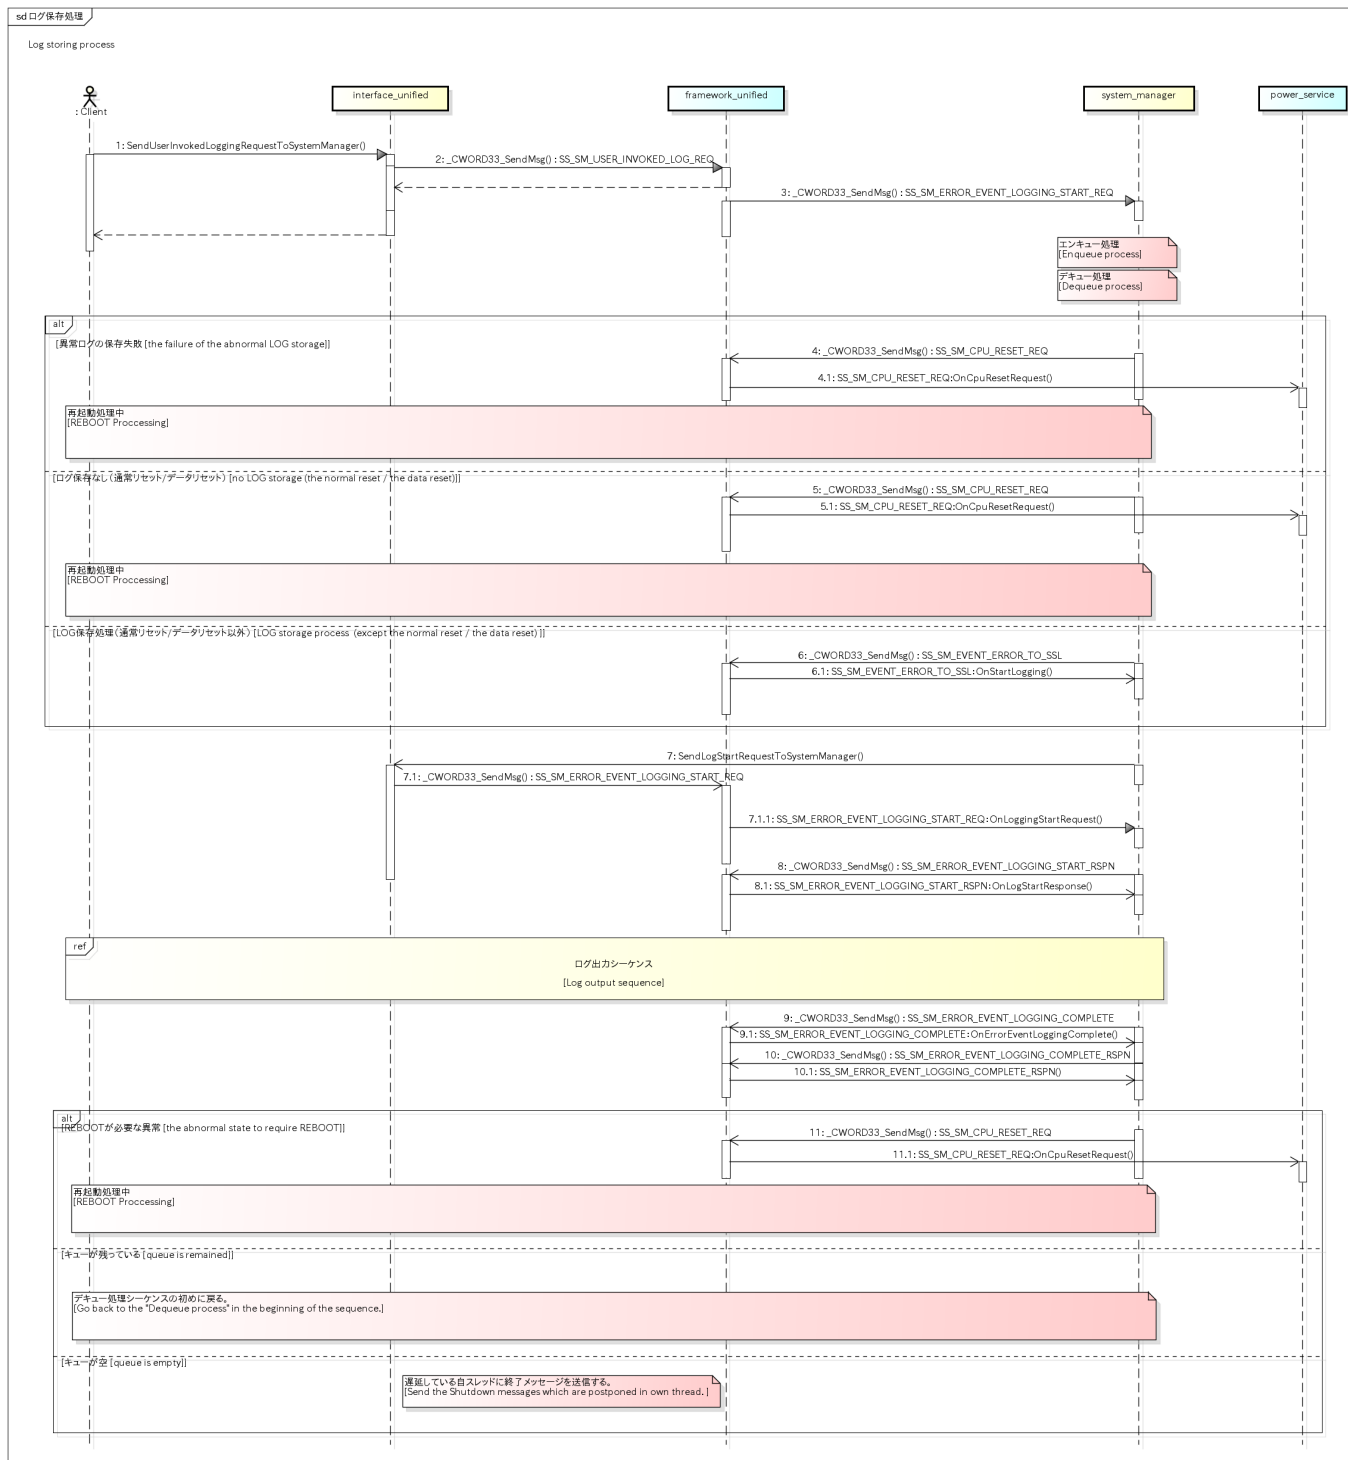 sd ログ保存処理
Log storing process
: Client
interface_unified
framework_unified
system_manager
power_service
1: SendUserInvokedLoggingRequestToSystemManager()
2: _CWORD33_SendMsg() : SS_SM_USER_INVOKED_LOG_REQ
3: _CWORD33_SendMsg() : SS_SM_ERROR_EVENT_LOGGING_START_REQ
エンキュー処理
[Enqueue process]
デキュー処理
[Dequeue process]
alt
[異常ログの保存失敗 [the failure of the abnormal LOG storage]]
4: _CWORD33_SendMsg() : SS_SM_CPU_RESET_REQ
4.1: SS_SM_CPU_RESET_REQ:OnCpuResetRequest()
再起動処理中
[REBOOT Proccessing]
[ログ保存なし（通常リセット/データリセット） [no LOG storage (the normal reset / the data reset)]]
5: _CWORD33_SendMsg() : SS_SM_CPU_RESET_REQ
5.1: SS_SM_CPU_RESET_REQ:OnCpuResetRequest()
再起動処理中
[REBOOT Proccessing]
[LOG保存処理（通常リセット/データリセット以外） [LOG storage process (except the normal reset / the data reset) ]]
6: _CWORD33_SendMsg() : SS_SM_EVENT_ERROR_TO_SSL
6.1: SS_SM_EVENT_ERROR_TO_SSL:OnStartLogging()
7: SendLogStartRequestToSystemManager()
7.1: _CWORD33_SendMsg() : SS_SM_ERROR_EVENT_LOGGING_START_REQ
7.1.1: SS_SM_ERROR_EVENT_LOGGING_START_REQ:OnLoggingStartRequest()
8: _CWORD33_SendMsg() : SS_SM_ERROR_EVENT_LOGGING_START_RSPN
8.1: SS_SM_ERROR_EVENT_LOGGING_START_RSPN:OnLogStartResponse()
ref
ログ出力シーケンス
[Log output sequence]
9: _CWORD33_SendMsg() : SS_SM_ERROR_EVENT_LOGGING_COMPLETE
9.1: SS_SM_ERROR_EVENT_LOGGING_COMPLETE:OnErrorEventLoggingComplete()
10: _CWORD33_SendMsg() : SS_SM_ERROR_EVENT_LOGGING_COMPLETE_RSPN
10.1: SS_SM_ERROR_EVENT_LOGGING_COMPLETE_RSPN()
alt
[REBOOTが必要な異常 [the abnormal state to require REBOOT]]
11: _CWORD33_SendMsg() : SS_SM_CPU_RESET_REQ
11.1: SS_SM_CPU_RESET_REQ:OnCpuResetRequest()
再起動処理中
[REBOOT Proccessing]
[キューが残っている [queue is remained]]
デキュー処理シーケンスの初めに戻る。
[Go back to the "Dequeue process" in the beginning of the sequence.]
[キューが空 [queue is empty]]
遅延している自スレッドに終了メッセージを送信する。
[Send the Shutdown messages which are postponed in own thread. ]